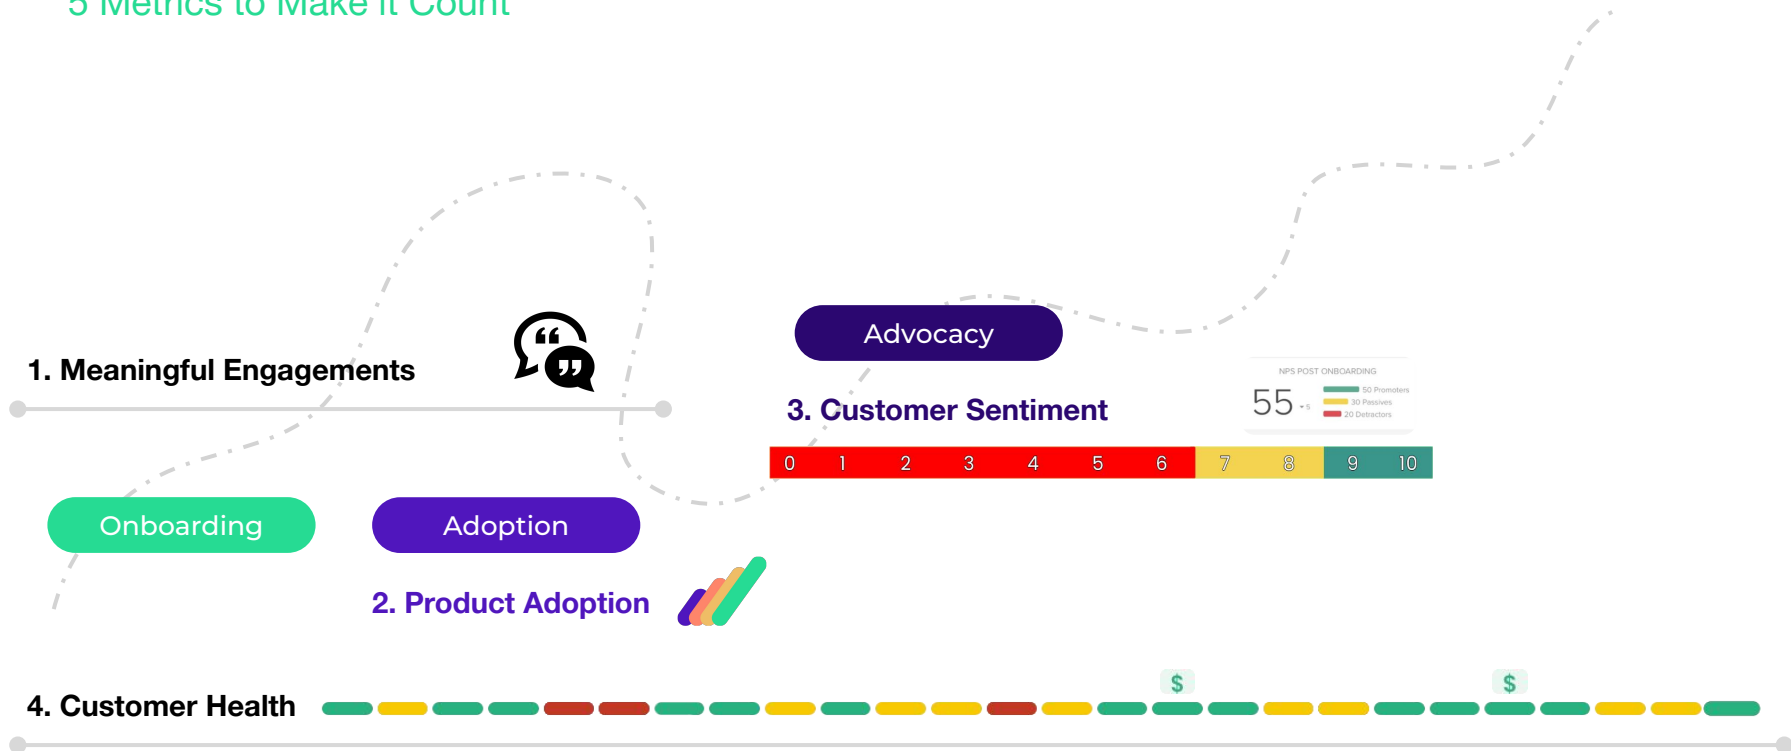 5 Metrics to Make it Count
Advocacy
1. Meaningful Engagements
NPS POST ONBOARDING
55
50 Promoters
30 Passives
20 Detractors
3. Customer Sentiment
0 1 2 3 4 5 6 7 8 9 10
Onboarding
Adoption
2. Product Adoption
$ $
4. Customer Health